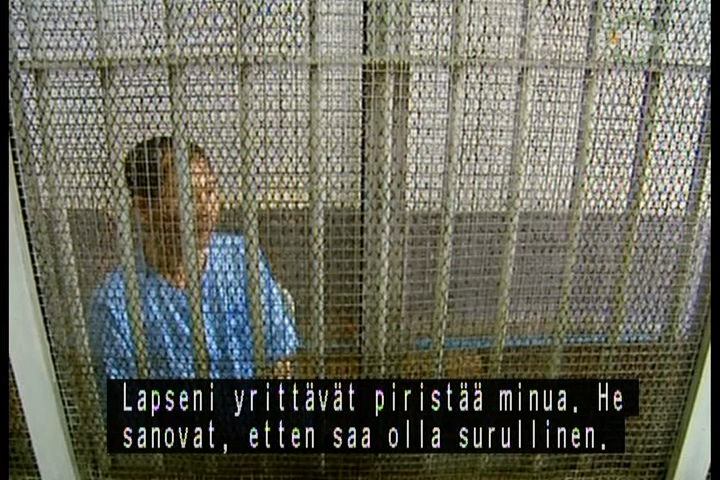 Lapseni yrittävät piristää minua. He
sanovat, etten saa olla surullinen.